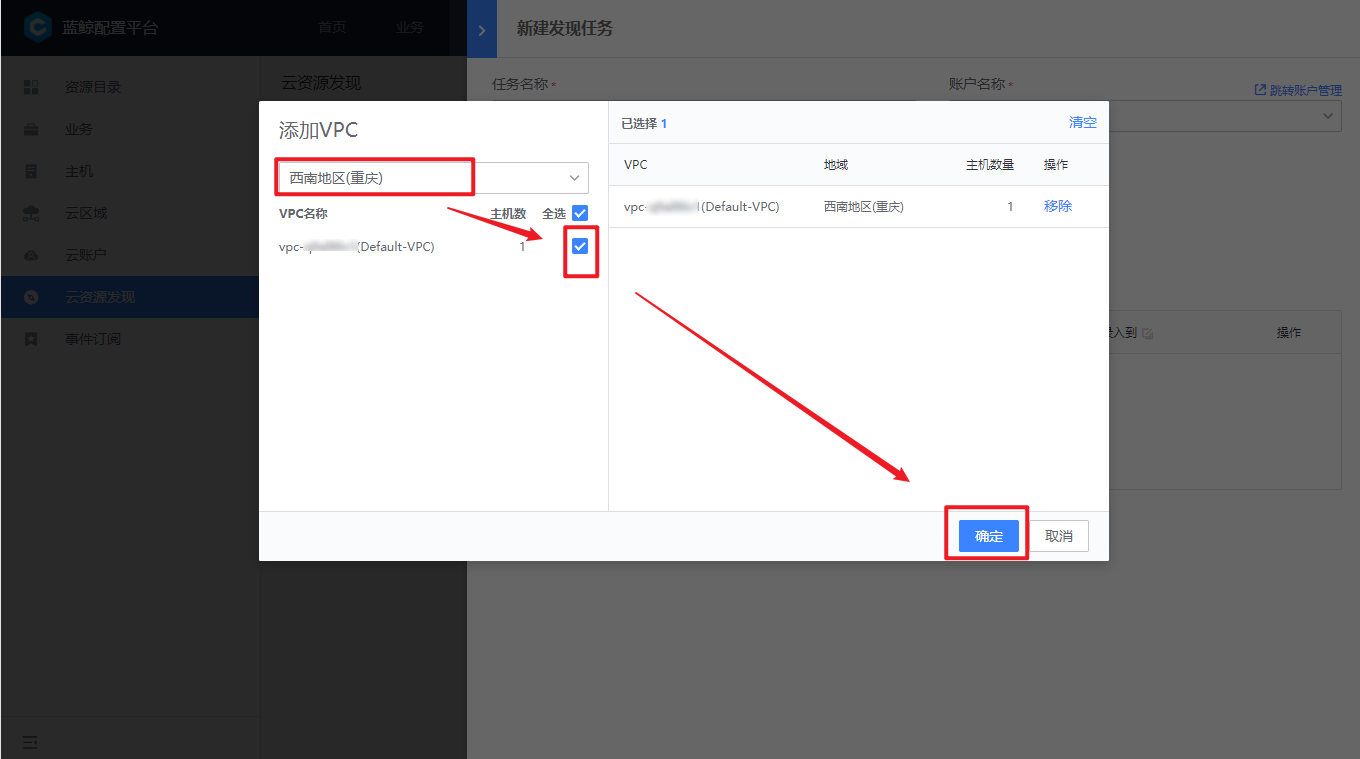 蓝鲸配置平台
首页
业务
新建发现任务
资源目录
业务
主机
云区域
云账户
云资源发现
事件订阅
云资源发现
任务名称 *
账户名称 *
跳转账户管理
录入到
操作
添加VPC
西南地区(重庆)
VPC名称 主机数 全选
vpc- (Default-VPC) 1
已选择 1 清空
VPC 地域 主机数量 操作
vpc- (Default-VPC) 西南地区(重庆) 1 移除
确定 取消